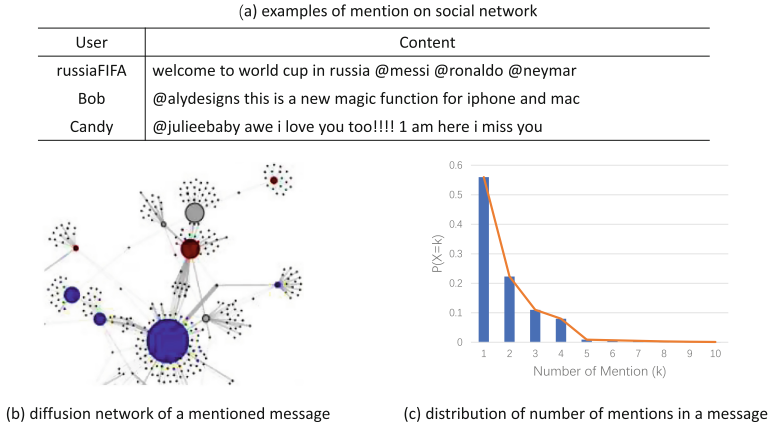 (a) examples of mention on social network
User Content
russiaFIFA welcome to world cup in russia @messi @ronaldo @neymar
Bob @alydesigns this is a new magic function for iphone and mac
Candy @julieebaby awe i love you too!!!! 1 am here i miss you
0.6
0.5
0.4
0.3
0.2
0.1
0
P(X=k)
1 2 3 4 5 6 7 8 9 10
Number of Mention (k)
(b) diffusion network of a mentioned message
(c) distribution of number of mentions in a message